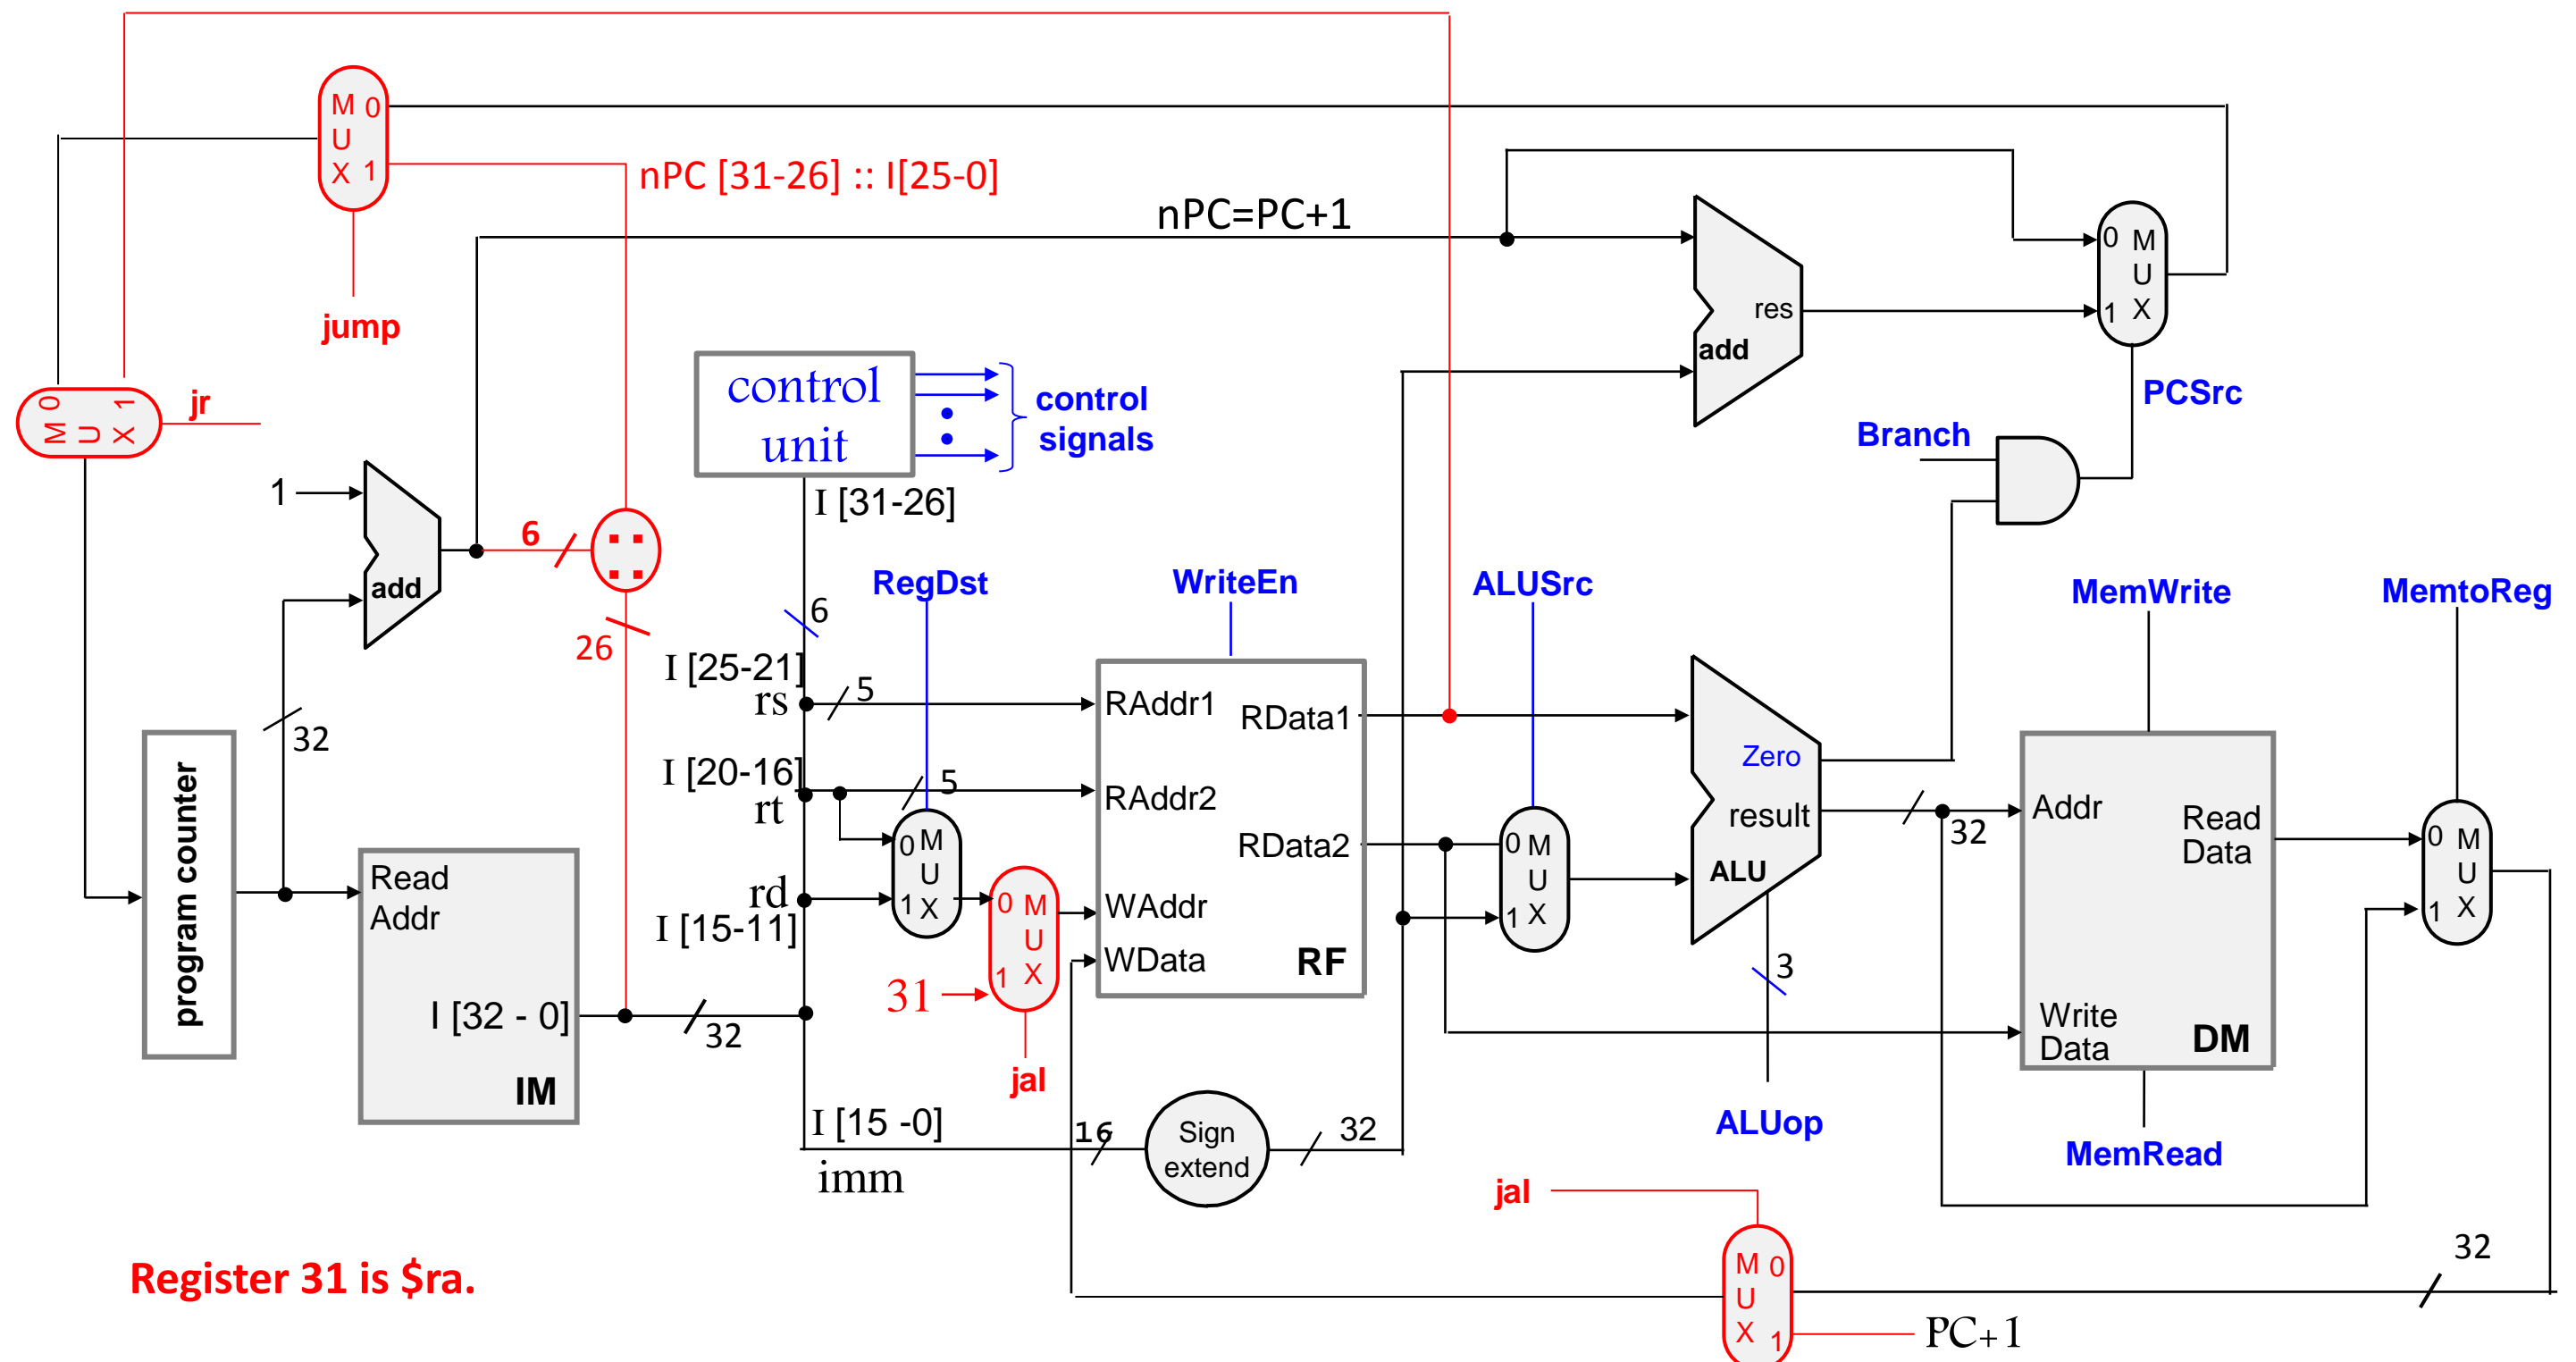 M 0
U
X 1
nPC [31-26] :: I[25-0]
nPC=PC+1
jump
0 M
U
1 X
res
add
PCSrc
control
unit
control
signals
M 0
U
X 1
jr
Branch
1
I [31-26]
6
add
RegDst
WriteEn
ALUSrc
MemWrite
MemtoReg
6
26
I [25-21]
rs
5
RAddr1
RData1
32
program counter
I [20-16]
rt
5
RAddr2
RData2
Zero
result
32
Addr
Read
Data
0 M
U
1 X
0 M
U
1 X
0 M
U
1 X
ALU
Read
Addr
rd
I [15-11]
0 M
U
1 X
WAddr
WData
RF
31
3
I [32 - 0]
32
IM
jal
Write
Data
DM
I [15 -0]
imm
16
Sign
extend
32
ALUop
MemRead
jal
32
M 0
U
X 1
PC+1
Register 31 is $ra.